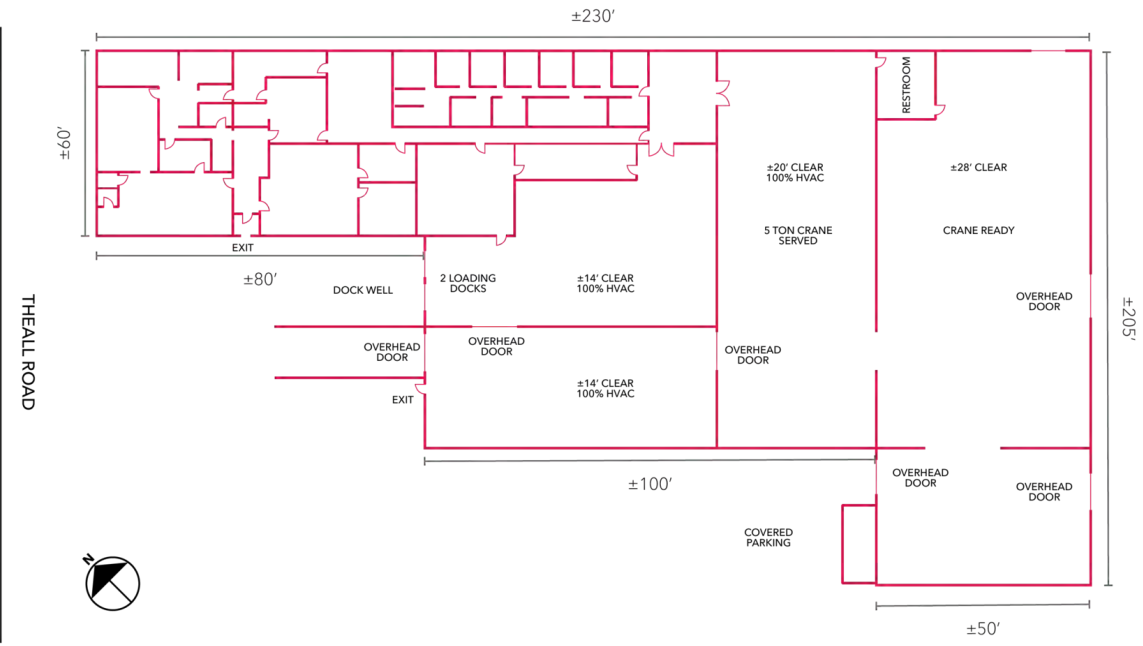 ±230’
±60’
RESTROOM
±20’ CLEAR
100% HVAC
±28’ CLEAR
5 TON CRANE
SERVED
CRANE READY
EXIT
±80’
DOCK WELL
2 LOADING
DOCKS
±14’ CLEAR
100% HVAC
OVERHEAD
DOOR
±205’
THEALL ROAD
OVERHEAD
DOOR
OVERHEAD
DOOR
OVERHEAD
DOOR
±14’ CLEAR
100% HVAC
EXIT
±100’
OVERHEAD
DOOR
OVERHEAD
DOOR
COVERED
PARKING
N
±50’